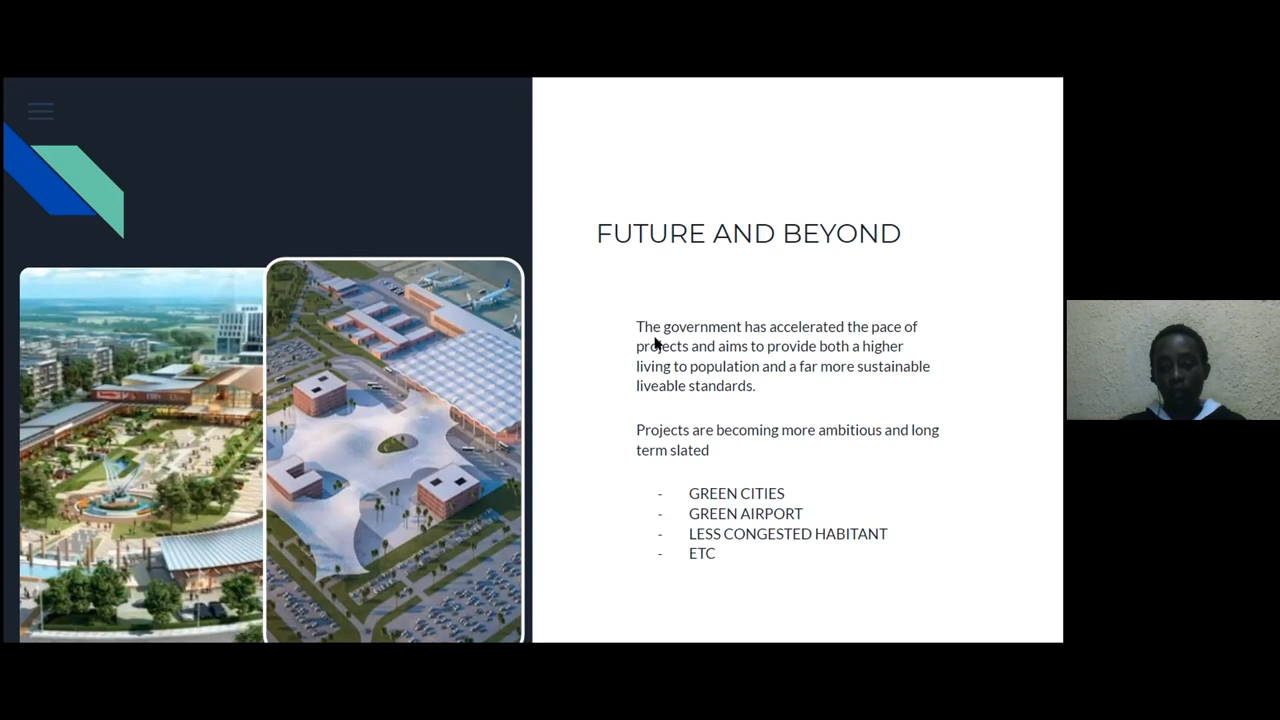 FUTURE AND BEYOND
The government has accelerated the pace of
projects and aims to provide both a higher
living to population and a far more sustainable
liveable standards.
Projects are becoming more ambitious and long
term slated
- GREEN CITIES
- GREEN AIRPORT
- LESS CONGESTED HABITANT
- ETC